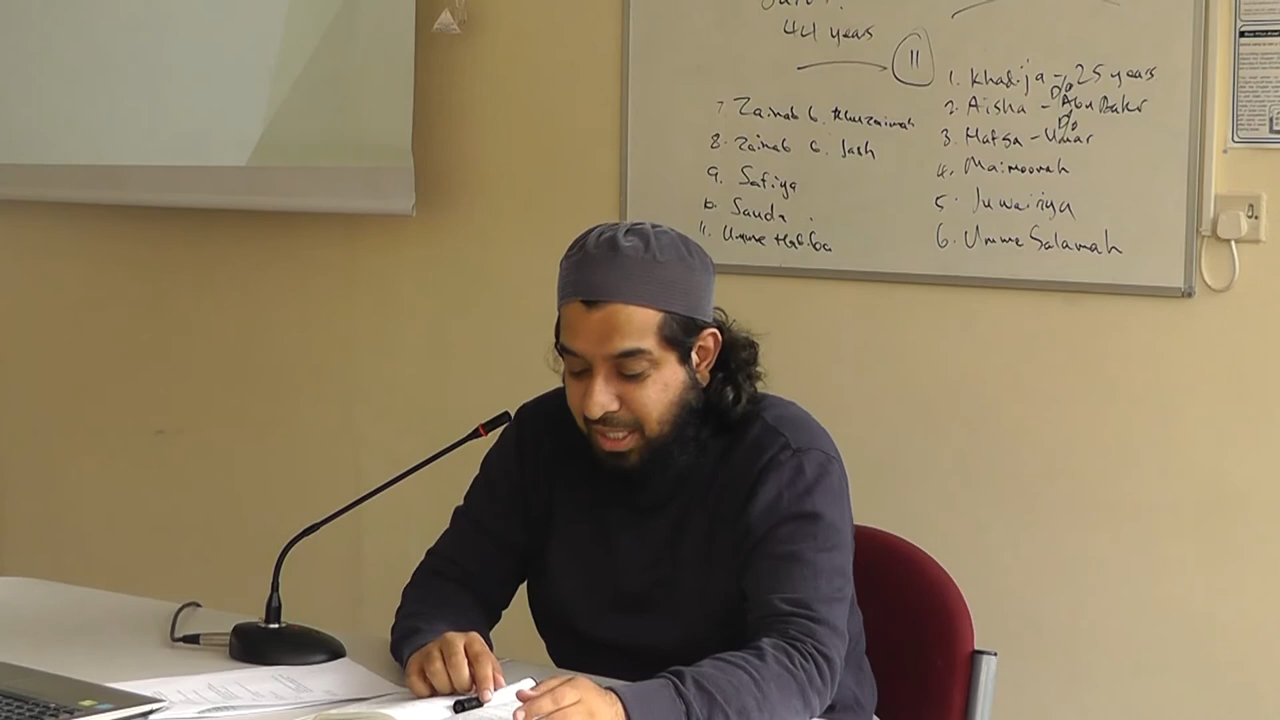 44 years
11
1. Khadija - 25 years
2. Aisha - D/o Abu Bakr
3. Hafsa - D/o Umar
4. Maimoonah
5. Juwairiya
6. Umme Salamah
7 Zainab b.
8. Zainab b. Jash
9. Safiya
10. Sauda
11. Umme Habiba